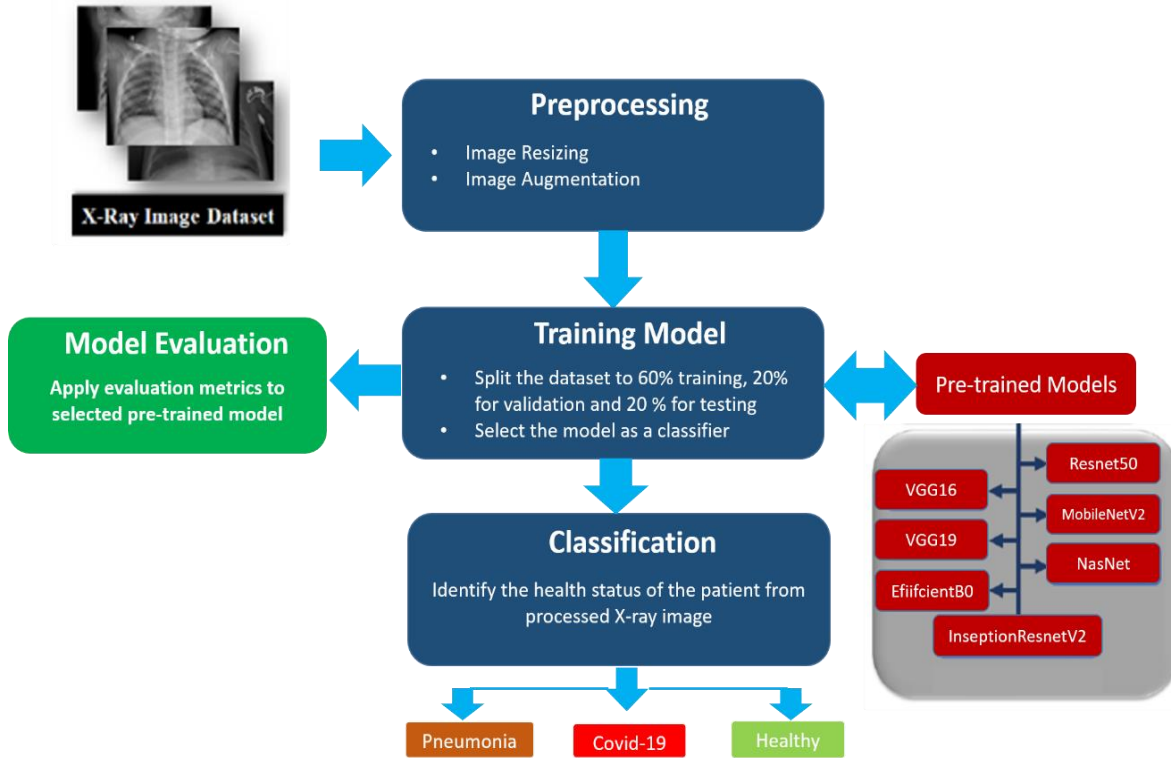 X-Ray Image Dataset
Preprocessing
• Image Resizing
• Image Augmentation
Model Evaluation
Apply evaluation metrics to
selected pre-trained model
Training Model
• Split the dataset to 60% training, 20%
for validation and 20 % for testing
• Select the model as a classifier
Pre-trained Models
Resnet50
VGG16
MobileNetV2
VGG19
NasNet
EfiifcientB0
InseptionResnetV2
Classification
Identify the health status of the patient from
processed X-ray image
Pneumonia
Covid-19
Healthy